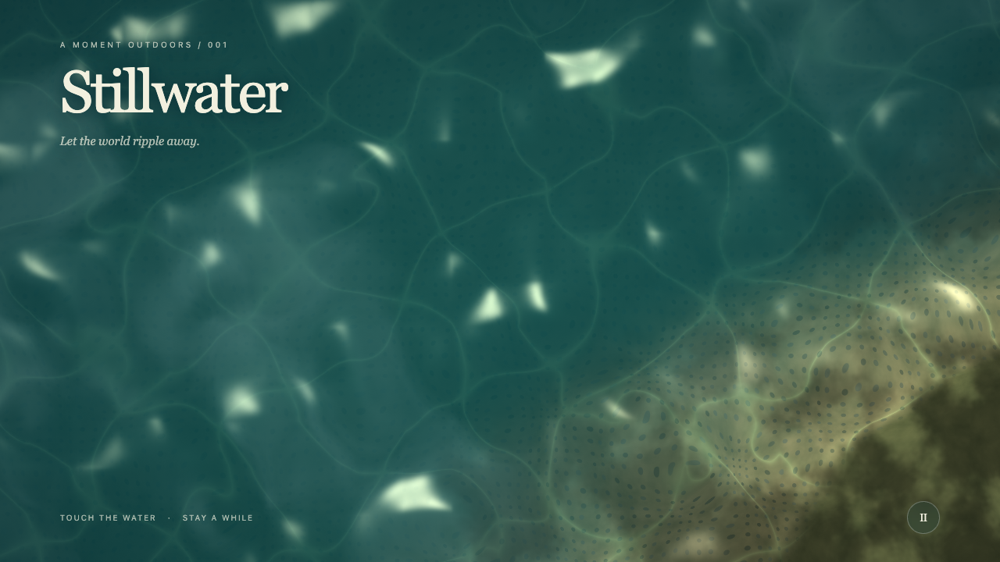 A MOMENT OUTDOORS / 001
Stillwater
Let the world ripple away.
TOUCH THE WATER · STAY A WHILE
II